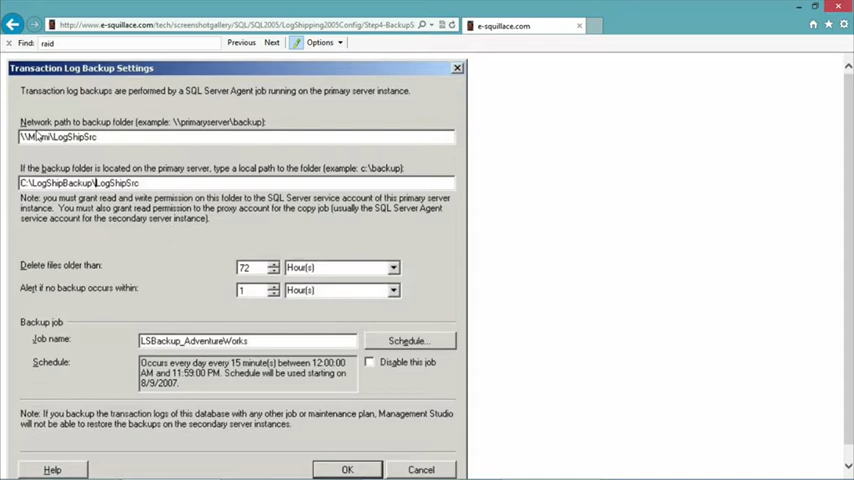 http://www.e-squillace.com/tech/screenshotgallery/SQL/SQL2005/LogShipping2005Config/Step4-BackupS
e-squillace.com
Find: raid Previous Next Options
Transaction Log Backup Settings
Transaction log backups are performed by a SQL Server Agent job running on the primary server instance.
Network path to backup folder (example: \\primaryserver\backup):
\LogShipSrc
If the backup folder is located on the primary server, type a local path to the folder (example: c:\backup):
C:\LogShipBackup\LogShipSrc
Note: you must grant read and write permission on this folder to the SQL Server service account of this primary
server instance. You must also grant read permission to the proxy account for the copy job (usually the SQL Server Agent
service account for the secondary server instance).
Delete files older than: 72 Hour(s)
Alert if no backup occurs within: 1 Hour(s)
Backup job
Job name: LSBackup_AdventureWorks Schedule...
Schedule: Occurs every day every 15 minute(s) between 12:00:00 Disable this job
AM and 11:59:00 PM. Schedule will be used starting on
8/9/2007.
Note: If you backup the transaction logs of this database with any other job or maintenance plan, Management Studio
will not be able to restore the backups on the secondary server instances.
Help OK Cancel